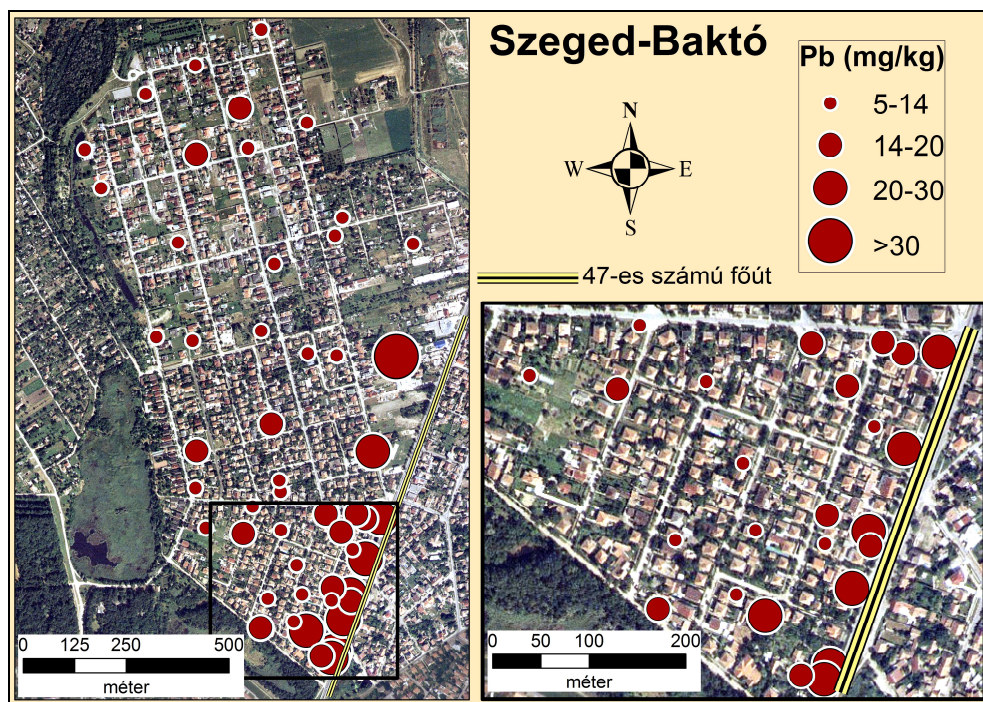 Szeged-Baktó
Pb (mg/kg)
5-14
14-20
20-30
>30
N
W E
S
47-es számú főút
0 125 250 500
méter
0 50 100 200
méter